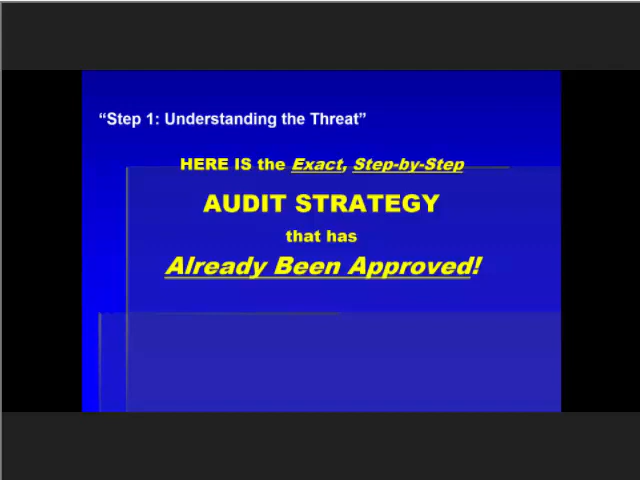 “Step 1: Understanding the Threat”
HERE IS the Exact, Step-by-Step
AUDIT STRATEGY
that has
Already Been Approved!